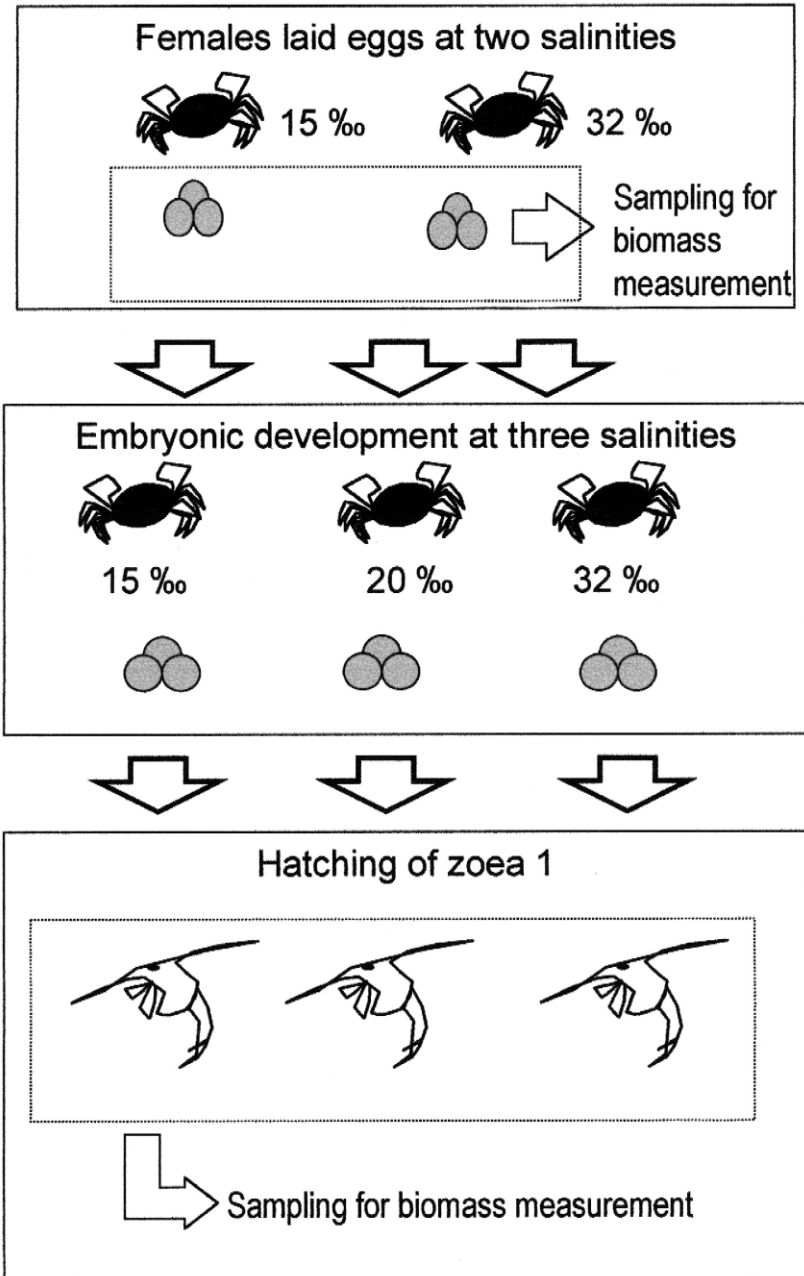 Females laid eggs at two salinities
15 ‰ 32 ‰
Sampling for
biomass
measurement
Embryonic development at three salinities
15 ‰ 20 ‰ 32 ‰
Hatching of zoea 1
Sampling for biomass measurement